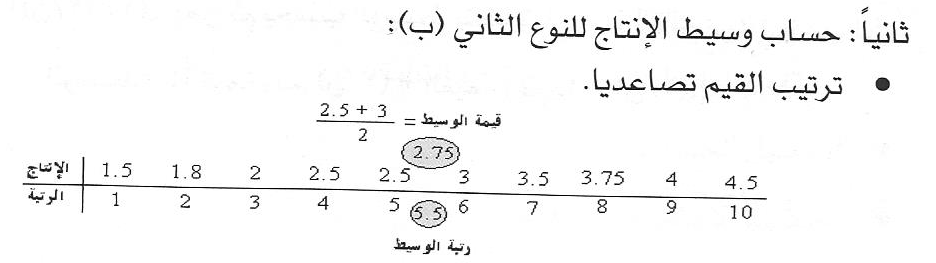 ثانياً: حساب وسيط الإنتاج للنوع الثاني (ب):
• ترتيب القيم تصاعديا.
قيمة الوسيط = (2.5 + 3) / 2
2.75
الإنتاج | 1.5 1.8 2 2.5 2.5 3 3.5 3.75 4 4.5
الرتبة | 1 2 3 4 5 5.5 6 7 8 9 10
رتبة الوسيط